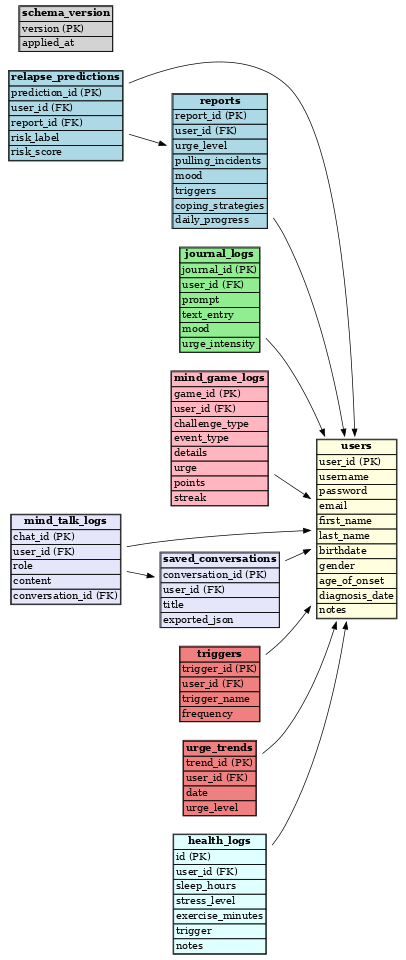 schema_version
version (PK)
applied_at
relapse_predictions
prediction_id (PK)
user_id (FK)
report_id (FK)
risk_label
risk_score
reports
report_id (PK)
user_id (FK)
urge_level
pulling_incidents
mood
triggers
coping_strategies
daily_progress
journal_logs
journal_id (PK)
user_id (FK)
prompt
text_entry
mood
urge_intensity
mind_game_logs
game_id (PK)
user_id (FK)
challenge_type
event_type
details
urge
points
streak
users
user_id (PK)
username
password
email
first_name
last_name
birthdate
gender
age_of_onset
diagnosis_date
notes
mind_talk_logs
chat_id (PK)
user_id (FK)
role
content
conversation_id (FK)
saved_conversations
conversation_id (PK)
user_id (FK)
title
exported_json
triggers
trigger_id (PK)
user_id (FK)
trigger_name
frequency
urge_trends
trend_id (PK)
user_id (FK)
date
urge_level
health_logs
id (PK)
user_id (FK)
sleep_hours
stress_level
exercise_minutes
trigger
notes